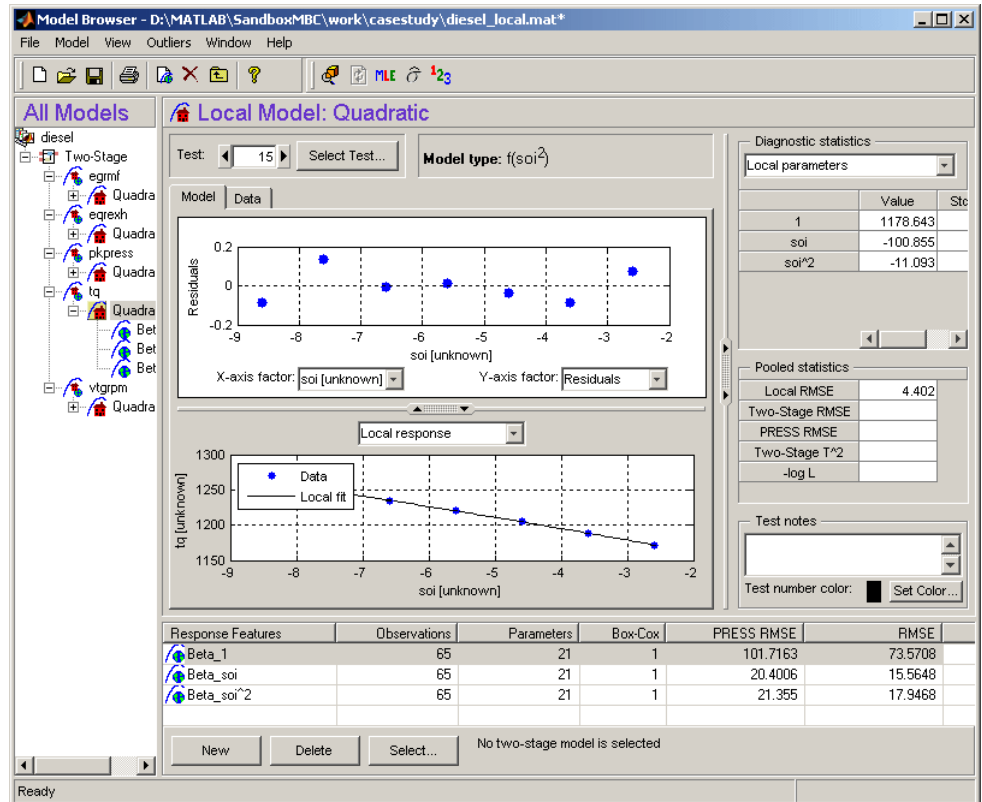 Model Browser - D:\MATLAB\SandboxMBC\work\casestudy\diesel_local.mat*
File Model View Outliers Window Help
MLE σ̂ 123
All Models
diesel
Two-Stage
egrmf
Quadra
eqrexh
Quadra
pkpress
Quadra
tq
Quadra
Bet
Bet
Bet
vtgrpm
Quadra
Local Model: Quadratic
Test: 15 Select Test... Model type: f(soi^2)
Model Data
Residuals
0.2
0
-0.2
-9 -8 -7 -6 -5 -4 -3 -2
soi [unknown]
X-axis factor: soi [unknown] Y-axis factor: Residuals
Local response
tq [unknown]
1300
1250
1200
1150
Data
Local fit
-9 -8 -7 -6 -5 -4 -3 -2
soi [unknown]
Diagnostic statistics
Local parameters
Value Stc
1 1178.643
soi -100.855
soi^2 -11.093
Pooled statistics
Local RMSE 4.402
Two-Stage RMSE
PRESS RMSE
Two-Stage T^2
-log L
Test notes
Test number color: Set Color...
Response Features Observations Parameters Box-Cox PRESS RMSE RMSE
Beta_1 65 21 1 101.7163 73.5708
Beta_soi 65 21 1 20.4006 15.5648
Beta_soi^2 65 21 1 21.355 17.9468
New Delete Select... No two-stage model is selected
Ready